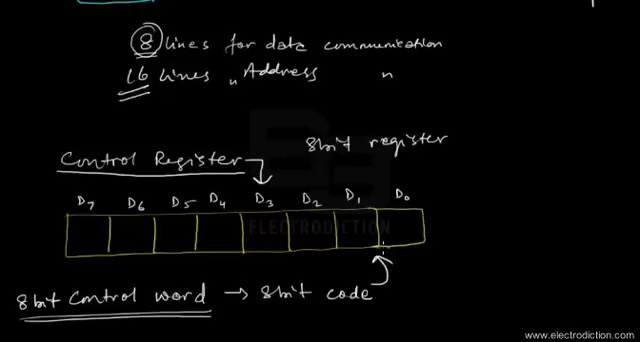 8 lines for data communication
16 lines " Address "
8bit register
Control Register
D7 D6 D5 D4 D3 D2 D1 D0
ELECTRODICTION
8bit Control word → 8bit code
www.electrodiction.com